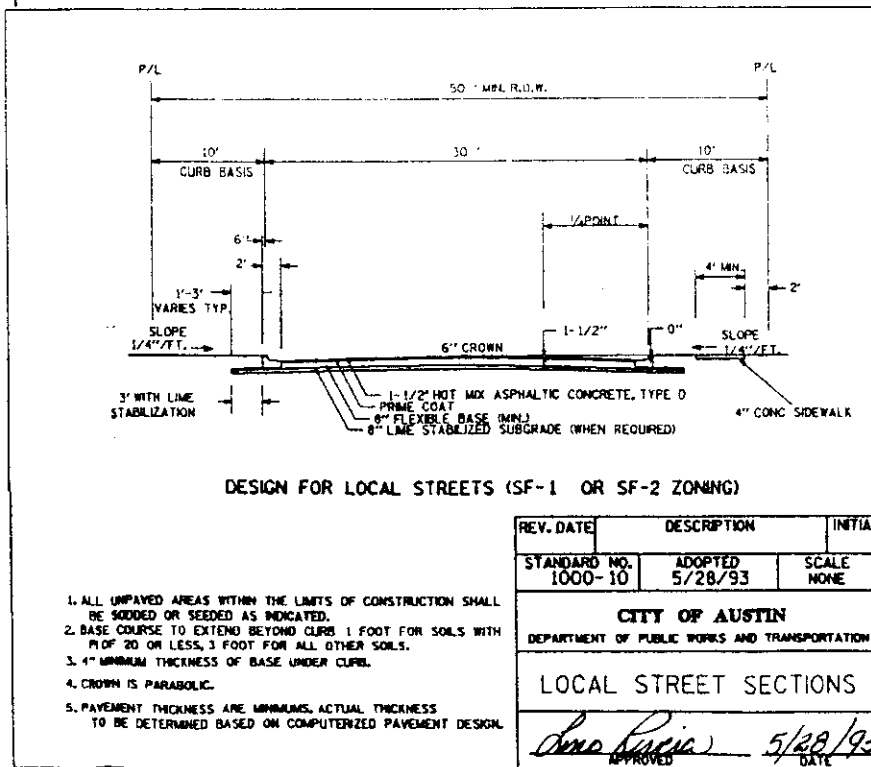 P/L P/L
50 ' MIN. R.O.W.
10' 30 ' 10'
CURB BASIS CURB BASIS
1/4 POINT
6"
2' 4' MIN.
1'-3' 2'
VARIES TYP.
SLOPE 1-1/2" 0" SLOPE
1/4"/FT. 6" CROWN 1/4"/FT.
3' WITH LIME
STABILIZATION
1-1/2" HOT MIX ASPHALTIC CONCRETE, TYPE D
PRIME COAT
FLEXIBLE BASE (MIN.)
LIME STABILIZED SUBGRADE (WHEN REQUIRED)
4" CONC SIDEWALK
DESIGN FOR LOCAL STREETS (SF-1 OR SF-2 ZONING)
1. ALL UNPAVED AREAS WITHIN THE LIMITS OF CONSTRUCTION SHALL
BE SODDED OR SEEDED AS INDICATED.
2. BASE COURSE TO EXTEND BEYOND CURB 1 FOOT FOR SOILS WITH
PI OF 20 OR LESS, 3 FOOT FOR ALL OTHER SOILS.
3. 4" MINIMUM THICKNESS OF BASE UNDER CURB.
4. CROWN IS PARABOLIC.
5. PAVEMENT THICKNESS ARE MINIMUMS, ACTUAL THICKNESS
TO BE DETERMINED BASED ON COMPUTERIZED PAVEMENT DESIGN.
REV. DATE DESCRIPTION INITIA
STANDARD NO. ADOPTED SCALE
1000-10 5/28/93 NONE
CITY OF AUSTIN
DEPARTMENT OF PUBLIC WORKS AND TRANSPORTATION
LOCAL STREET SECTIONS
5/28/93
APPROVED DATE